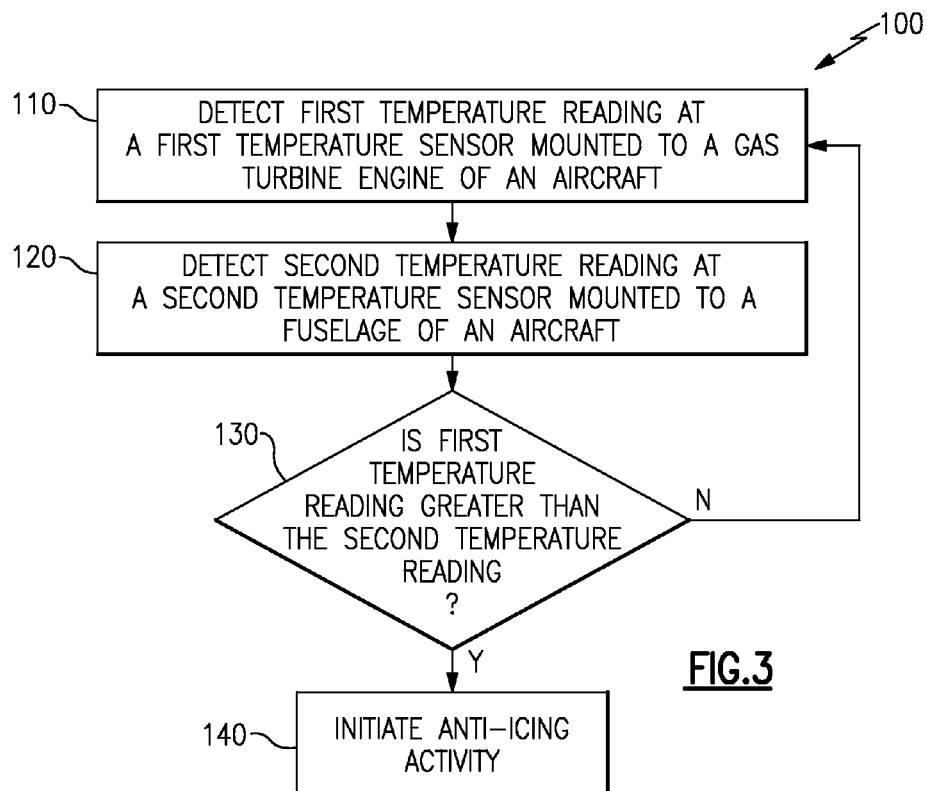 100
110
DETECT FIRST TEMPERATURE READING AT
A FIRST TEMPERATURE SENSOR MOUNTED TO A GAS
TURBINE ENGINE OF AN AIRCRAFT
120
DETECT SECOND TEMPERATURE READING AT
A SECOND TEMPERATURE SENSOR MOUNTED TO A
FUSELAGE OF AN AIRCRAFT
130
IS FIRST
TEMPERATURE
READING GREATER THAN
THE SECOND TEMPERATURE
READING
?
N
Y
FIG.3
140
INITIATE ANTI-ICING
ACTIVITY